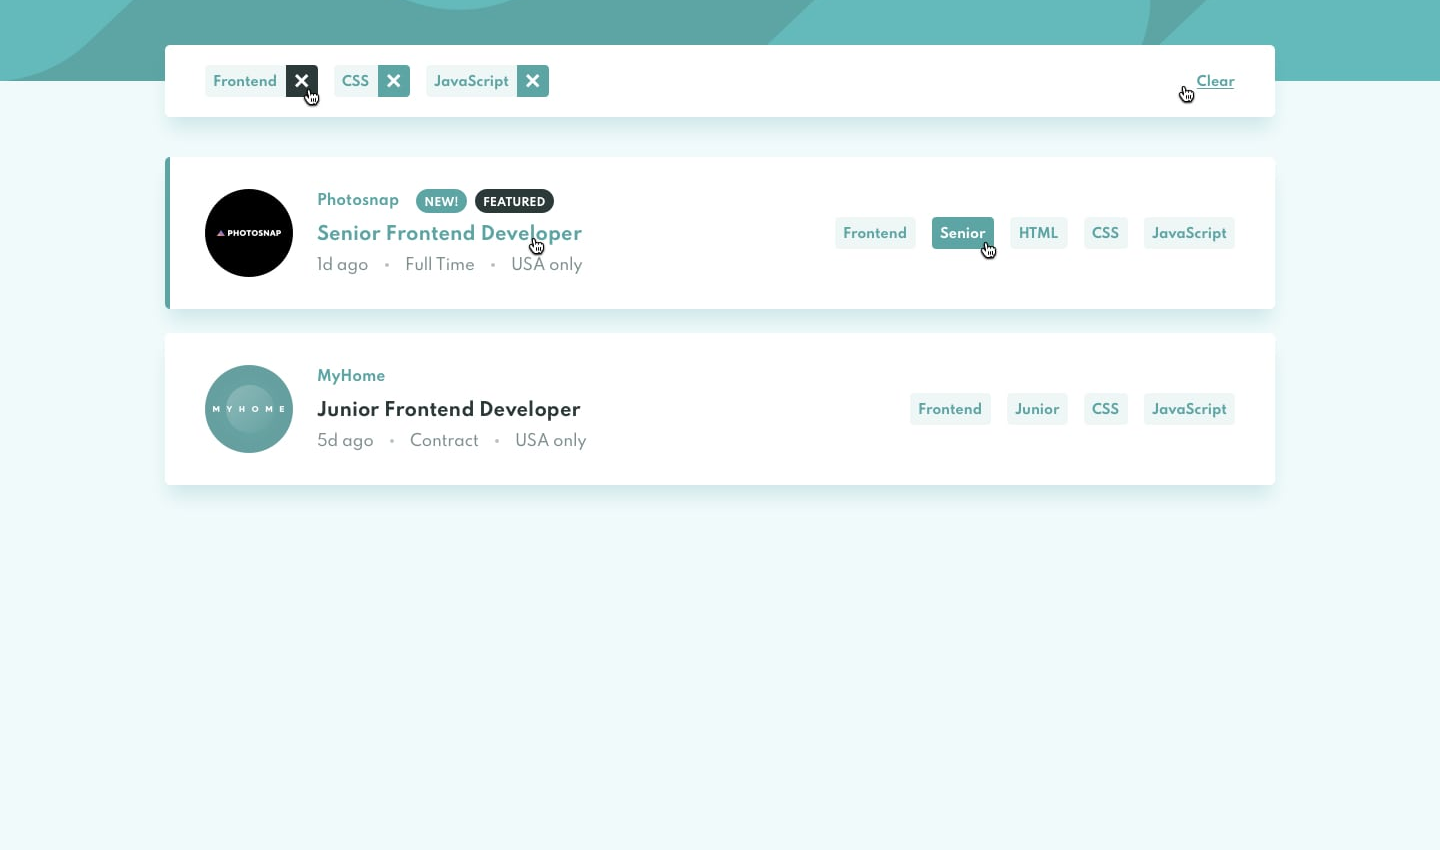 Frontend CSS JavaScript Clear
Photosnap NEW! FEATURED
PHOTOSNAP
Senior Frontend Developer
Frontend Senior HTML CSS JavaScript
1d ago • Full Time • USA only
MyHome
MYHOME
Junior Frontend Developer
Frontend Junior CSS JavaScript
5d ago • Contract • USA only